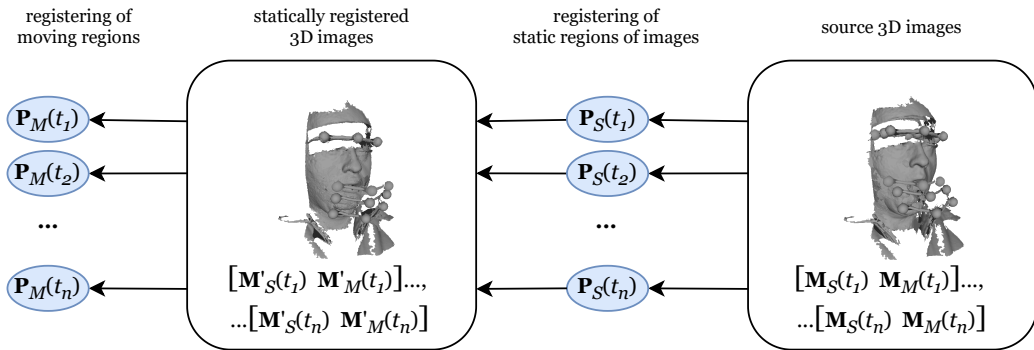 registering of
moving regions
statically registered
3D images
registering of
static regions of images
source 3D images
P_M(t_1)
P_M(t_2)
...
P_M(t_n)
[M'_S(t_1) M'_M(t_1)]...,
...[M'_S(t_n) M'_M(t_n)]
P_S(t_1)
P_S(t_2)
...
P_S(t_n)
[M_S(t_1) M_M(t_1)]...,
...[M_S(t_n) M_M(t_n)]